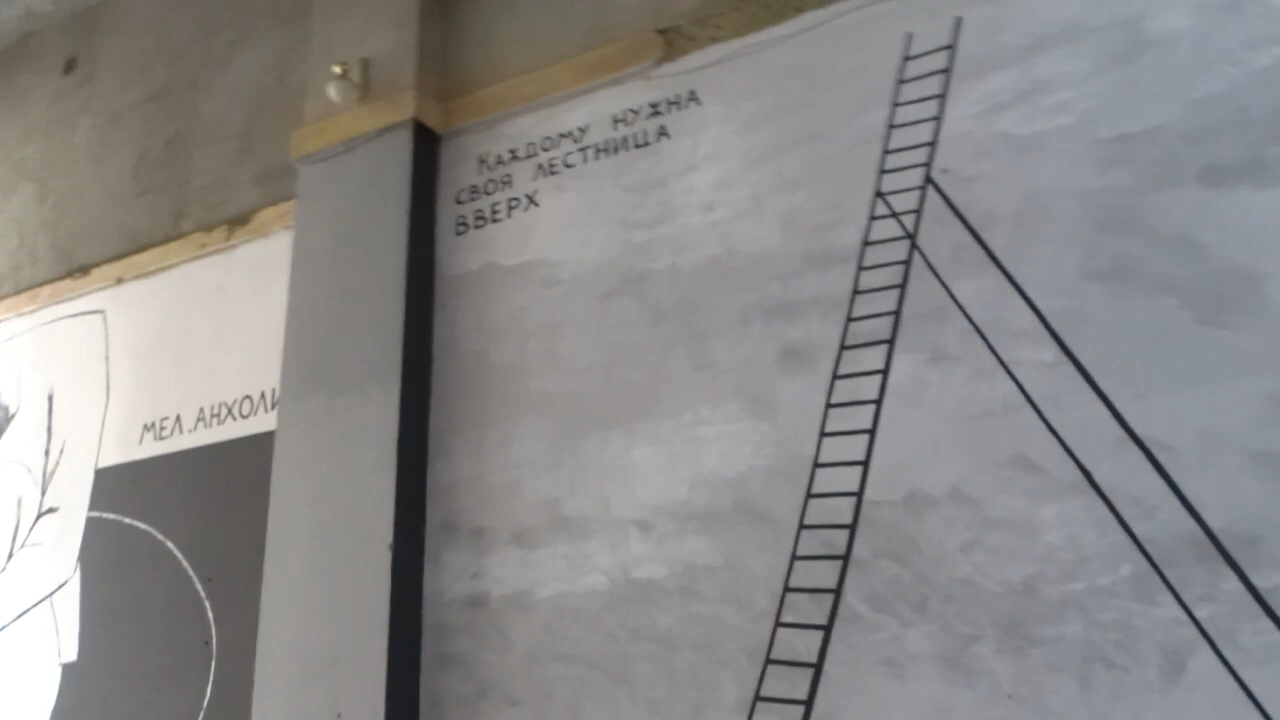 Каждому нужна
своя лестница
вверх
мел.анхоли